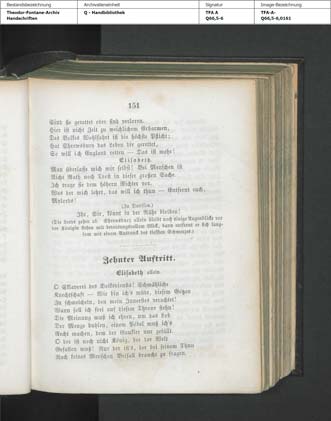 Bestandsbezeichnung
Theodor-Fontane-Archiv
Handschriften
Archivalieneinheit
Q - Handbibliothek
Signatur
TFA A
Q66,5-6
Image-Bezeichnung
TFA-A-
Q66,5-6,0161
151
Sind sie gerettet oder sind verloren.
Hier ist nicht Zeit zu weichlichem Erbarmen,
Des Volkes Wohlfahrt ist die höchste Pflicht;
Hat Shrewsbury das Leben dir gerettet,
So will ich England retten — Das ist mehr!
Elisabeth.
Man überlasse mich mir selbst! Bei Menschen ist
Nicht Rath noch Trost in dieser großen Sache.
Ich trage sie dem höhern Richter vor.
Was der mich lehrt, das will ich thun — Entfernt euch,
Mylords!
(Zu Davison.)
Ihr, Sir, könnt in der Nähe bleiben!
(Die Lords gehen ab. Shrewsbury allein bleibt noch einige Augenblicke vor
der Königin stehen mit bedeutungsvollem Blick, dann entfernt er sich lang-
sam mit einem Ausdruck des tiefsten Schmerzes.)
Zehnter Auftritt.
Elisabeth allein.
O Sklaverei des Volksdiensts! Schmähliche
Knechtschaft — Wie bin ich's müde, diesem Götzen
Zu schmeicheln, den mein Innerstes verachtet!
Wann soll ich frei auf diesem Throne stehn!
Die Meinung muß ich ehren, um das Lob
Der Menge buhlen, einem Pöbel muß ich's
Recht machen, dem der Gaukler nur gefällt.
O der ist noch nicht König, der der Welt
Gefallen muß! Nur der ist's, der bei seinem Thun
Nach keines Menschen Beifall braucht zu fragen.